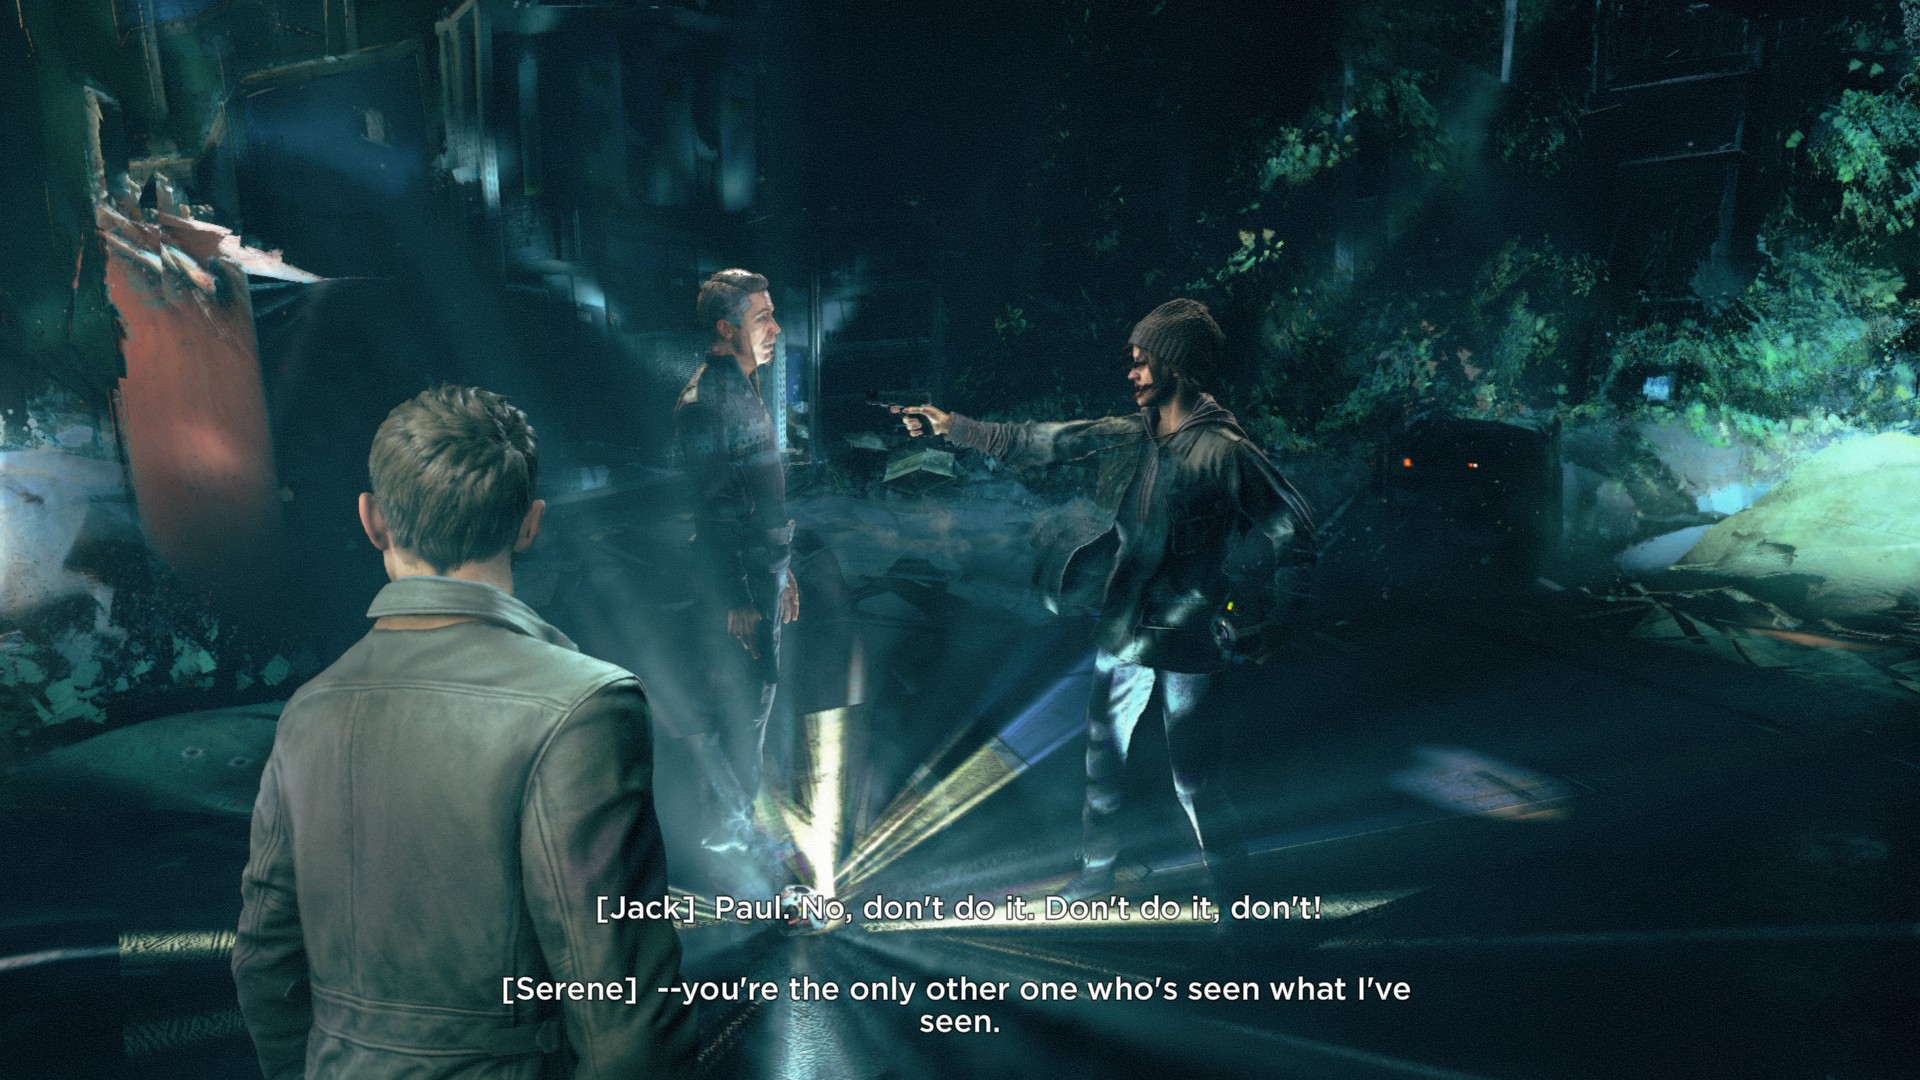 [Jack] Paul. No, don't do it. Don't do it, don't!
[Serene] --you're the only other one who's seen what I've
seen.